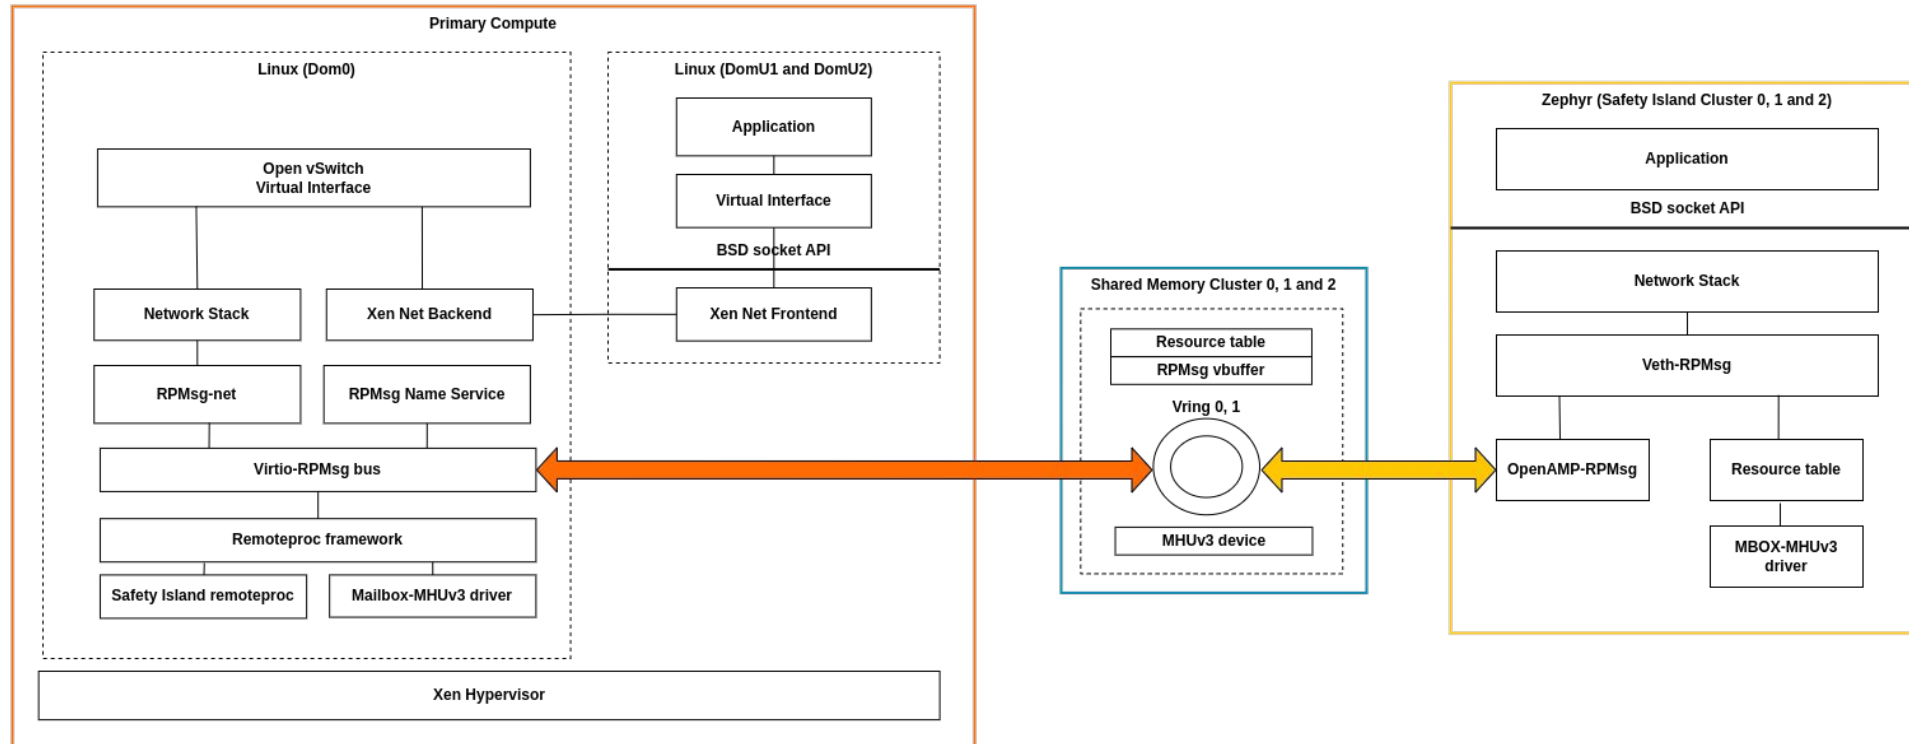 Primary Compute
Linux (Dom0)
Open vSwitch
Virtual Interface
Network Stack
Xen Net Backend
RPMsg-net
RPMsg Name Service
Virtio-RPMsg bus
Remoteproc framework
Safety Island remoteproc
Mailbox-MHUv3 driver
Linux (DomU1 and DomU2)
Application
Virtual Interface
BSD socket API
Xen Net Frontend
Xen Hypervisor
Shared Memory Cluster 0, 1 and 2
Resource table
RPMsg vbuffer
Vring 0, 1
MHUv3 device
Zephyr (Safety Island Cluster 0, 1 and 2)
Application
BSD socket API
Network Stack
Veth-RPMsg
OpenAMP-RPMsg
Resource table
MBOX-MHUv3
driver